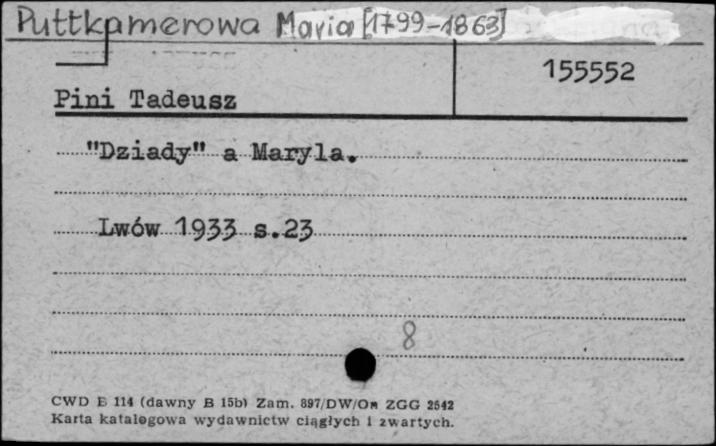 Puttkamerowa Maria [1799-1863]
155552
Pini Tadeusz
"Dziady" a Maryla.
Lwów 1933 s.23
8
CWD B 114 (dawny B 15b) Zam. 897/DW/Om ZGG 2542
Karta katalogowa wydawnictw ciągłych i zwartych.